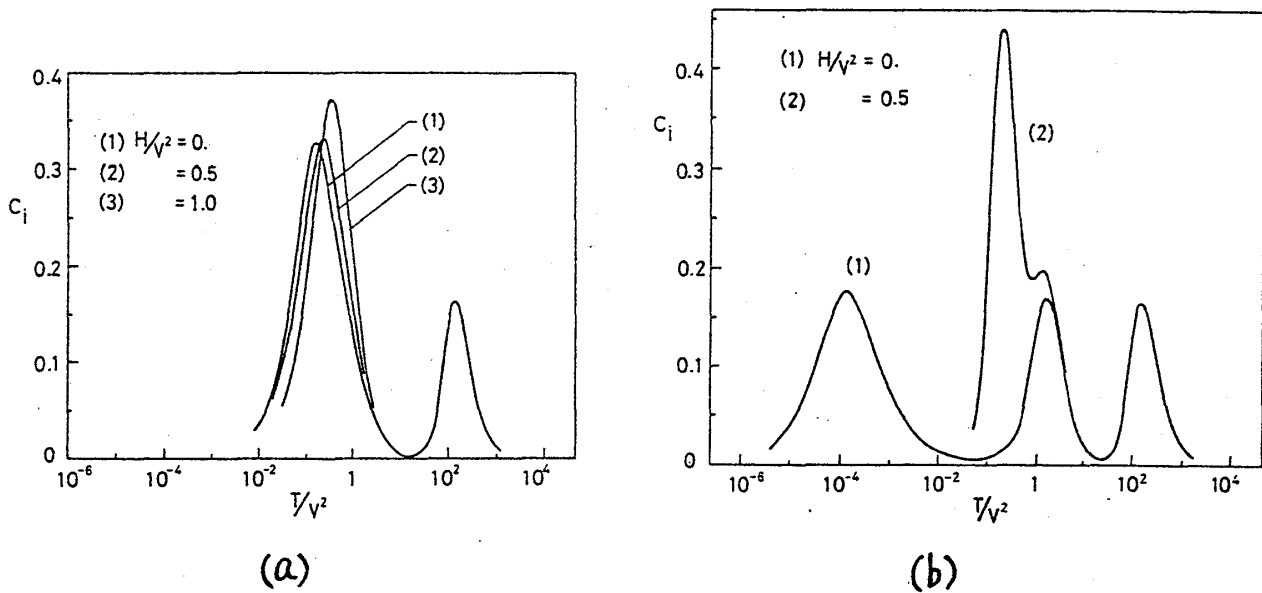 0.4
0.3
0.2
0.1
0
C_i
(1) H/V² = 0.
(2) = 0.5
(3) = 1.0
(1)
(2)
(3)
10⁻⁶ 10⁻⁴ 10⁻² 1 10² 10⁴
T/V²
(a)
0.4
0.3
0.2
0.1
0
C_i
(1) H/V² = 0.
(2) = 0.5
(2)
(1)
10⁻⁶ 10⁻⁴ 10⁻² 1 10² 10⁴
T/V²
(b)